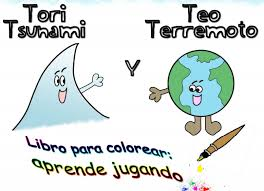 Tori
Tsunami
Y
Teo
Terremoto
Libro para colorear:
aprende jugando